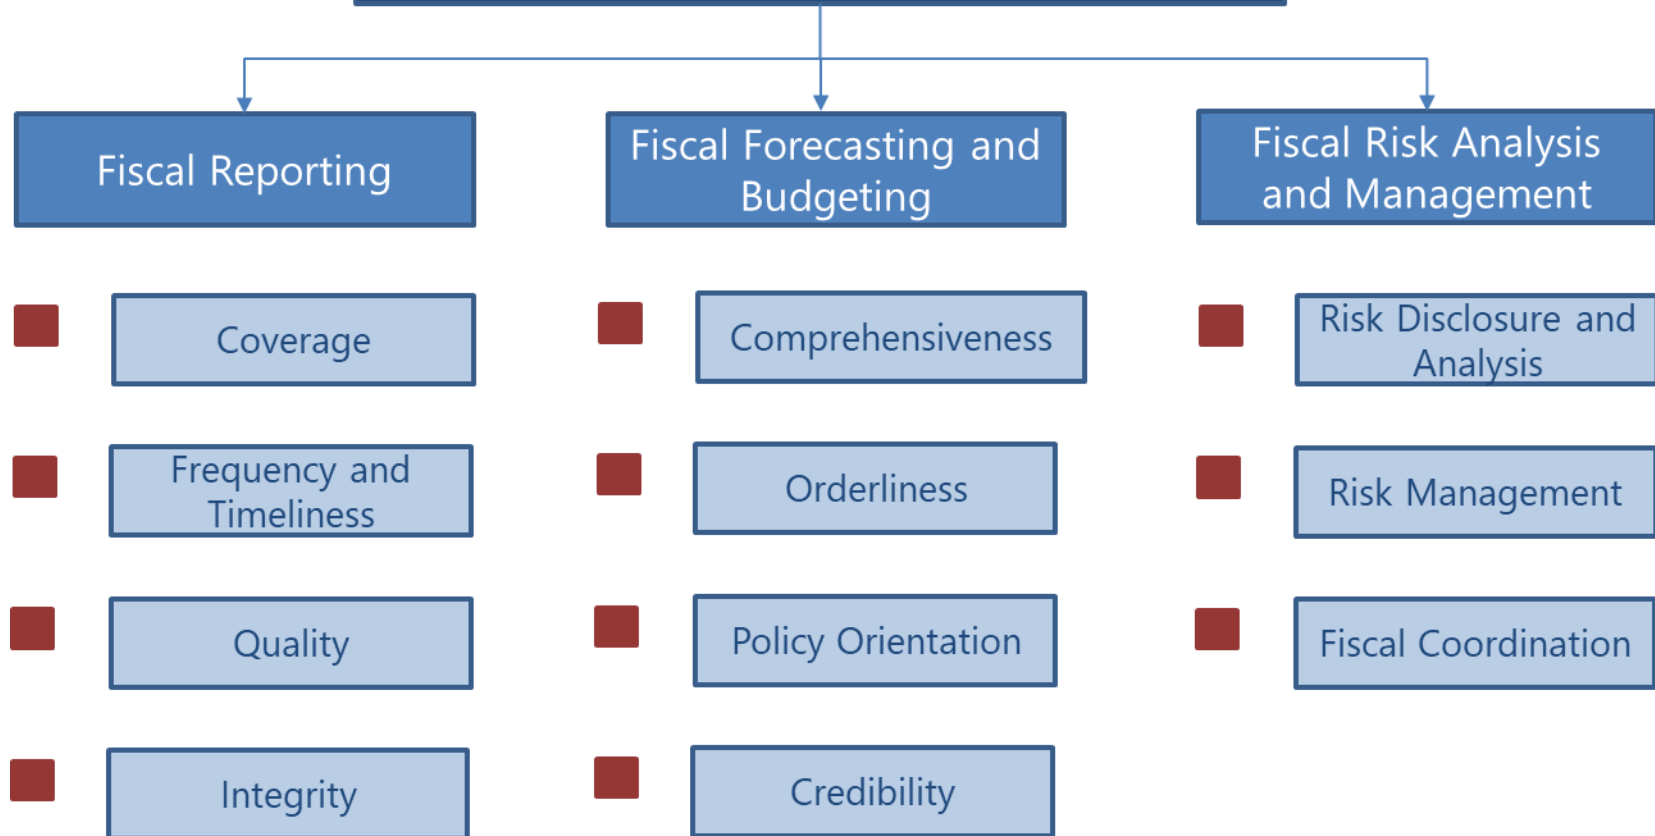 Fiscal Reporting
Fiscal Forecasting and
Budgeting
Fiscal Risk Analysis
and Management
Coverage
Frequency and
Timeliness
Quality
Integrity
Comprehensiveness
Orderliness
Policy Orientation
Credibility
Risk Disclosure and
Analysis
Risk Management
Fiscal Coordination